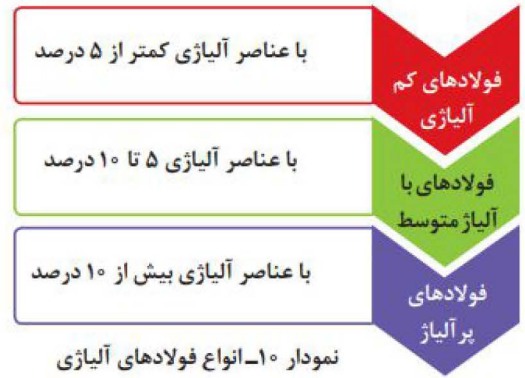 فولادهای کم
آلیاژی
با عناصر آلیاژی کمتر از ۵ درصد
فولادهای با
آلیاژ متوسط
با عناصر آلیاژی ۵ تا ۱۰ درصد
فولادهای
پر آلیاژ
با عناصر آلیاژی بیش از ۱۰ درصد
نمودار ۱۰ـ انواع فولادهای آلیاژی